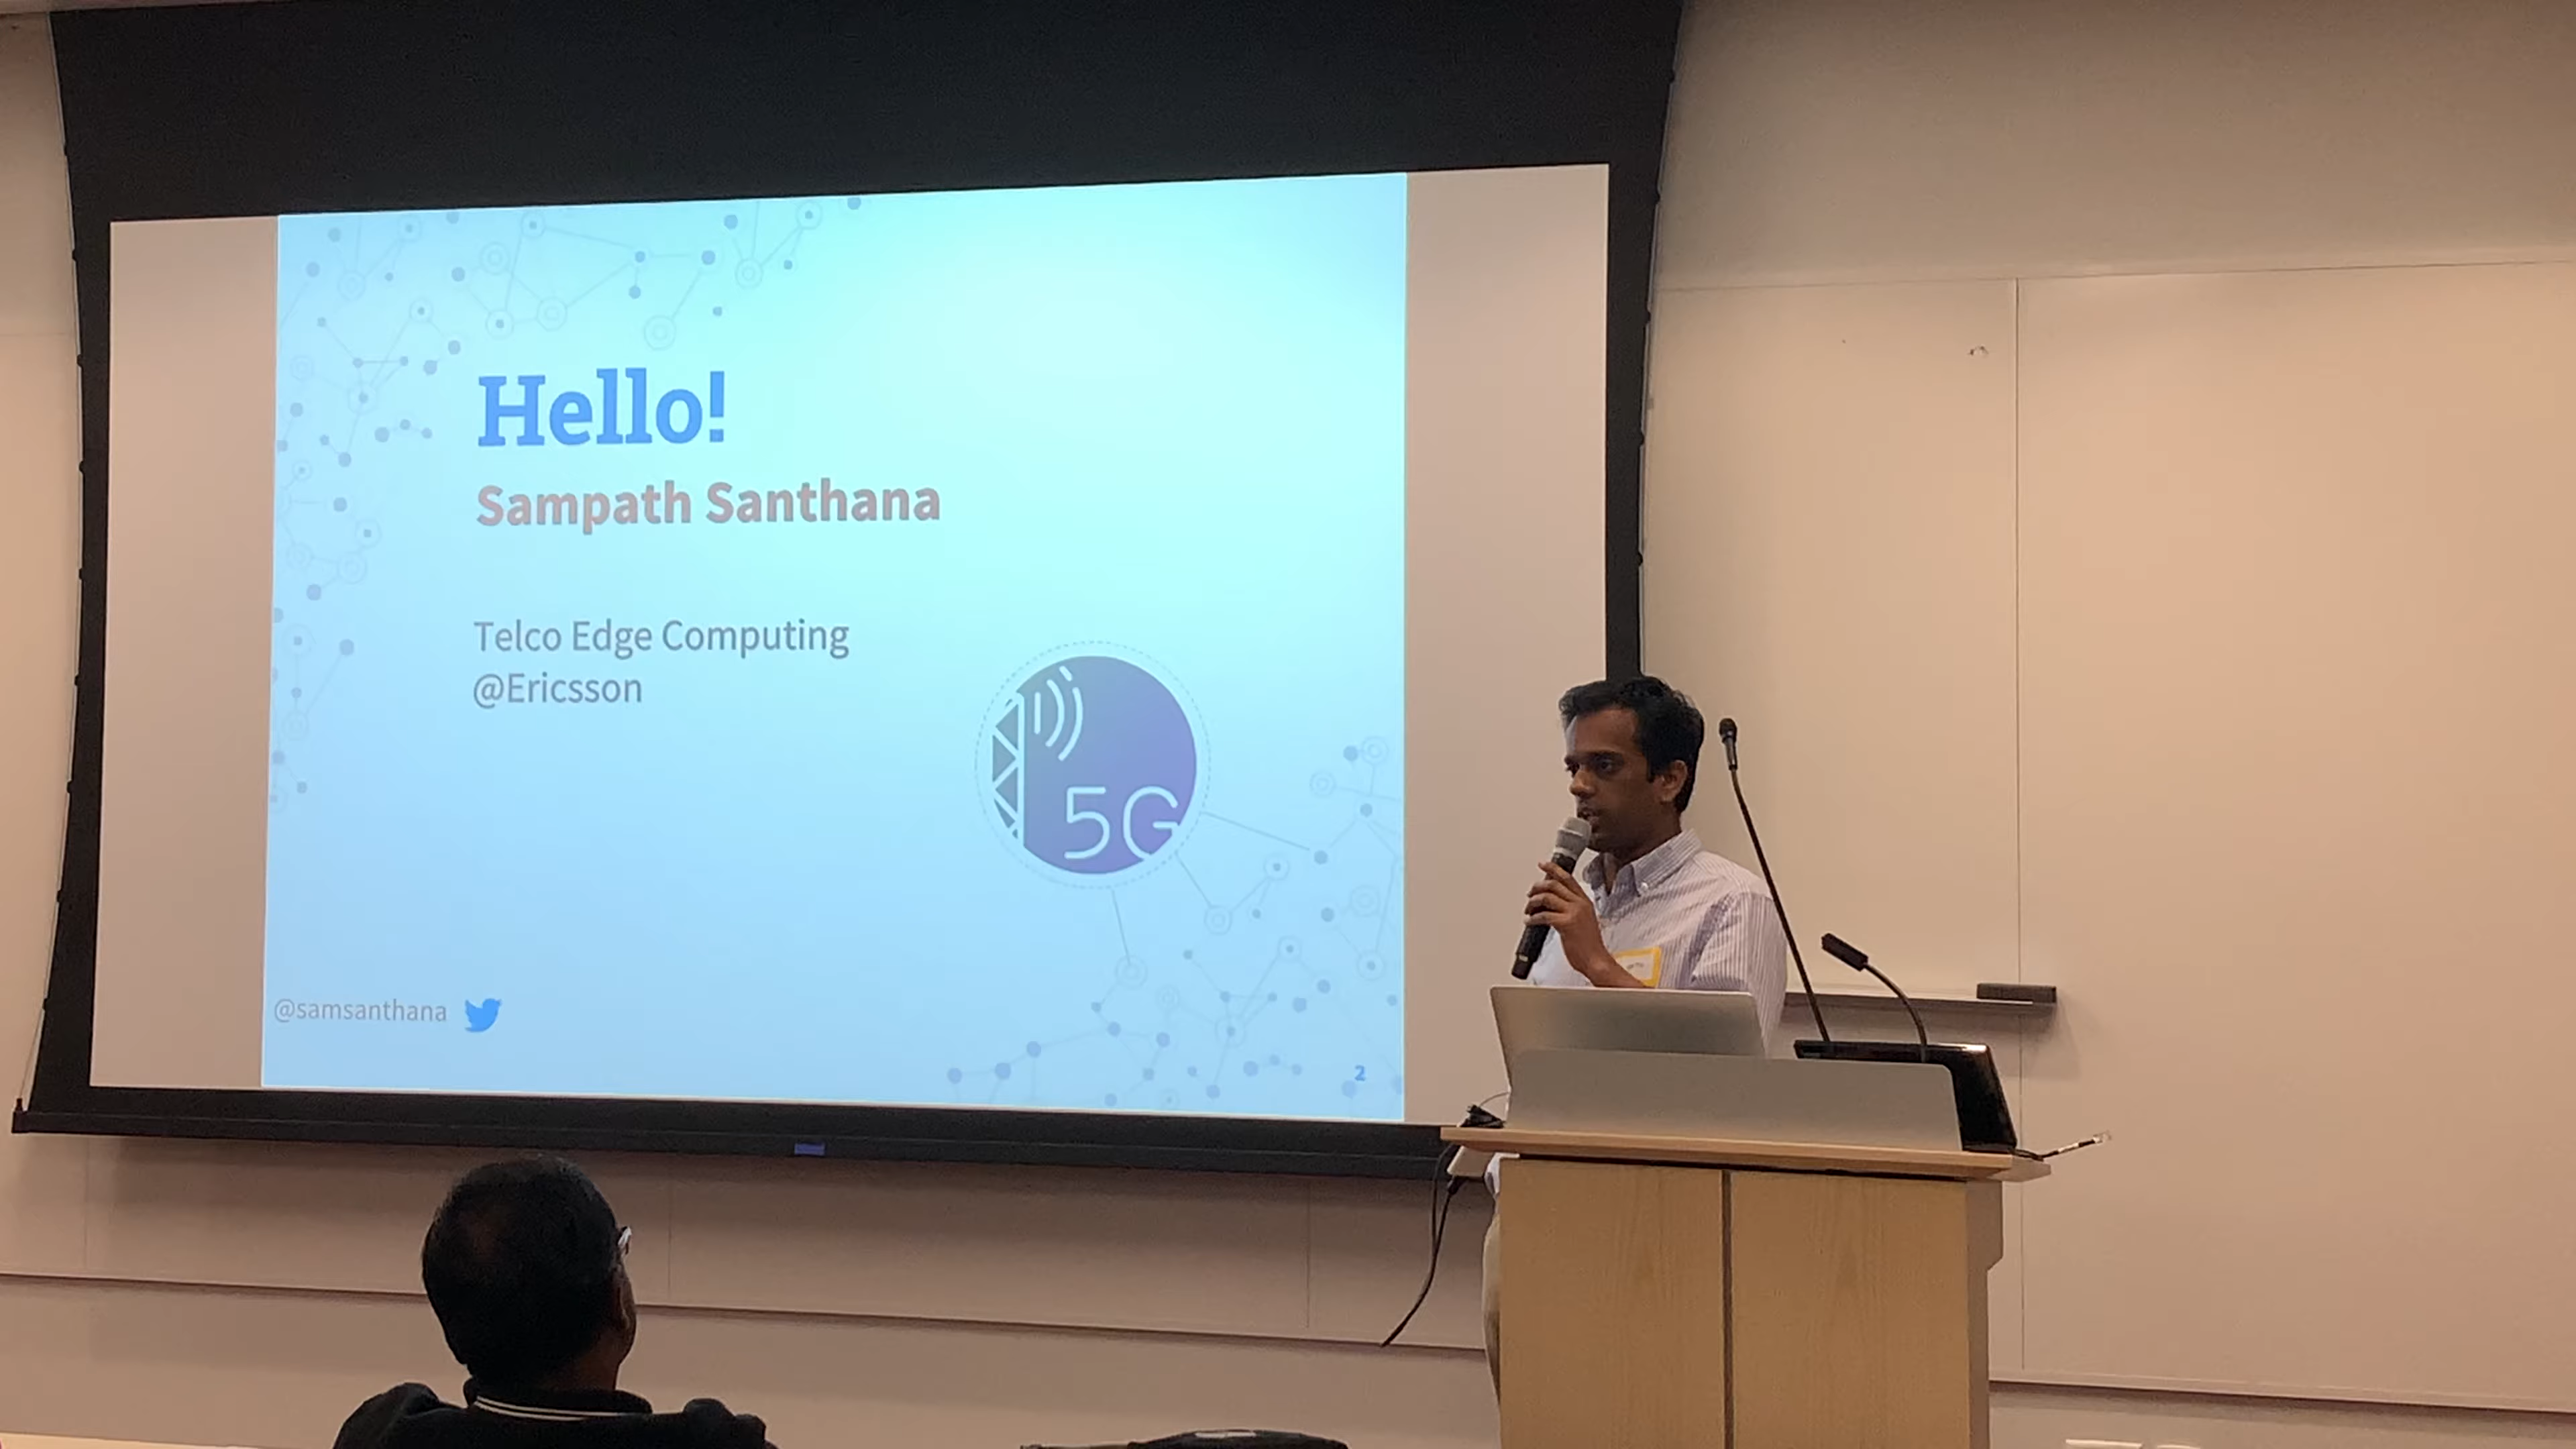 Hello!
Sampath Santhana
Telco Edge Computing
@Ericsson
5G
@samsanthana
2